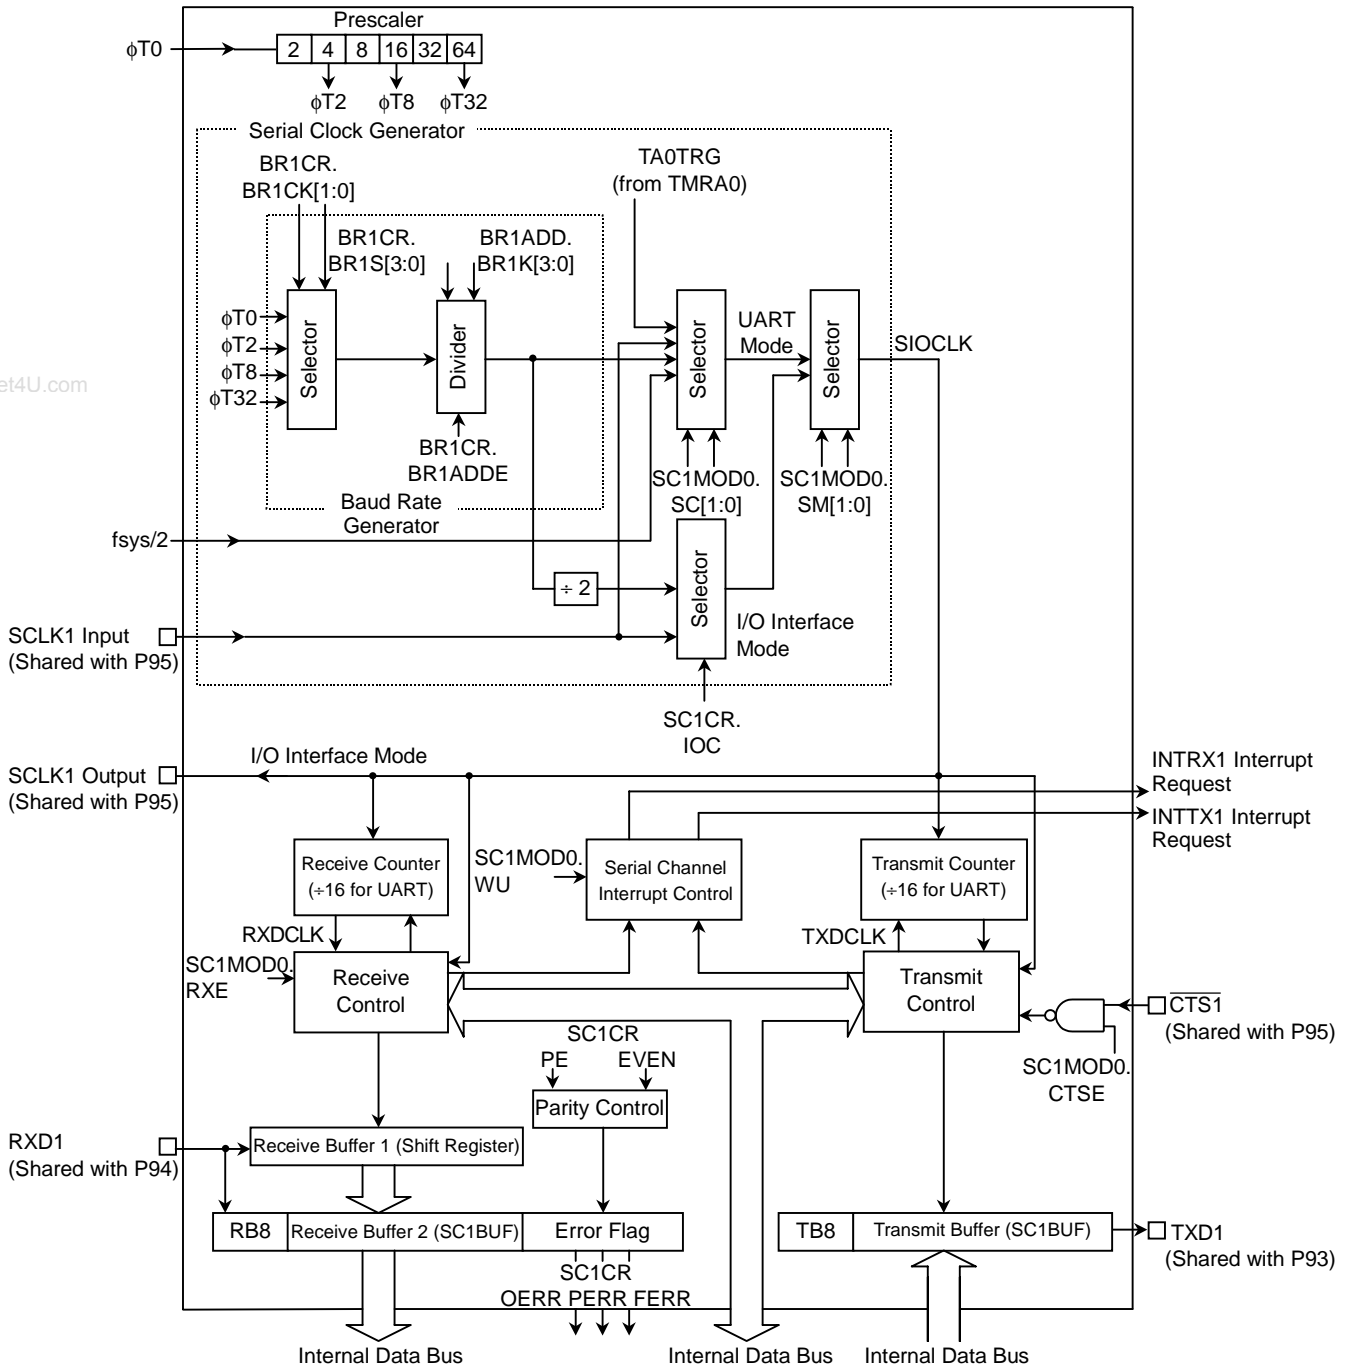 Prescaler
φT0
2 4 8 16 32 64
φT2 φT8 φT32
Serial Clock Generator
BR1CR.
BR1CK[1:0]
TA0TRG
(from TMRA0)
BR1CR.
BR1S[3:0]
BR1ADD.
BR1K[3:0]
φT0
φT2
φT8
φT32
Selector
Divider
Selector
UART
Mode
Selector
SIOCLK
et4U.com
BR1CR.
BR1ADDE
SC1MOD0.
SC[1:0]
SC1MOD0.
SM[1:0]
Baud Rate
Generator
fsys/2
÷ 2
Selector
I/O Interface
Mode
SCLK1 Input
(Shared with P95)
SC1CR.
IOC
I/O Interface Mode
SCLK1 Output
(Shared with P95)
INTRX1 Interrupt
Request
INTTX1 Interrupt
Request
Receive Counter
(÷16 for UART)
SC1MOD0.
WU
Serial Channel
Interrupt Control
Transmit Counter
(÷16 for UART)
RXDCLK
TXDCLK
SC1MOD0.
RXE
Receive
Control
Transmit
Control
CTS1
(Shared with P95)
SC1MOD0.
CTSE
SC1CR
PE EVEN
Parity Control
RXD1
(Shared with P94)
Receive Buffer 1 (Shift Register)
RB8 Receive Buffer 2 (SC1BUF) Error Flag
TB8 Transmit Buffer (SC1BUF)
TXD1
(Shared with P93)
SC1CR
OERR PERR FERR
Internal Data Bus
Internal Data Bus
Internal Data Bus